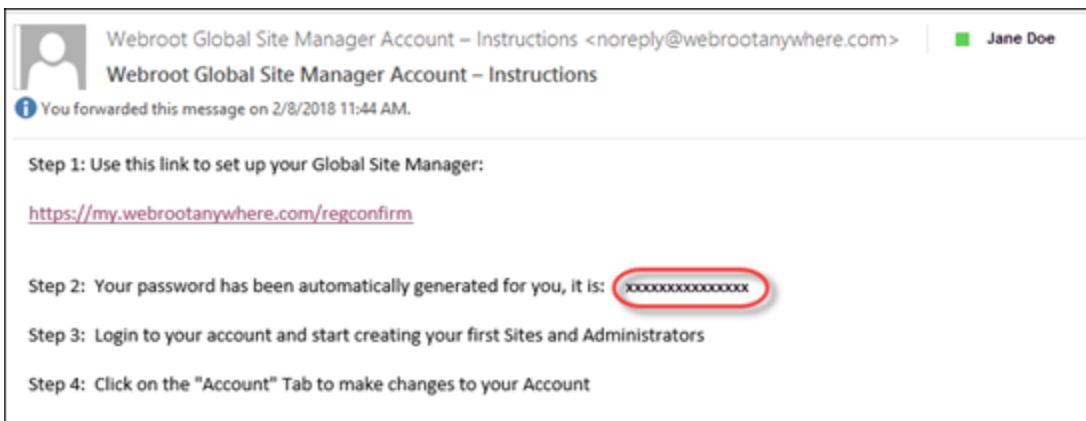 Webroot Global Site Manager Account – Instructions <noreply@webrootanywhere.com>
Jane Doe
Webroot Global Site Manager Account – Instructions
You forwarded this message on 2/8/2018 11:44 AM.
Step 1: Use this link to set up your Global Site Manager:
https://my.webrootanywhere.com/regconfirm
Step 2: Your password has been automatically generated for you, it is: xxxxxxxxxxxxxxx
Step 3: Login to your account and start creating your first Sites and Administrators
Step 4: Click on the "Account" Tab to make changes to your Account